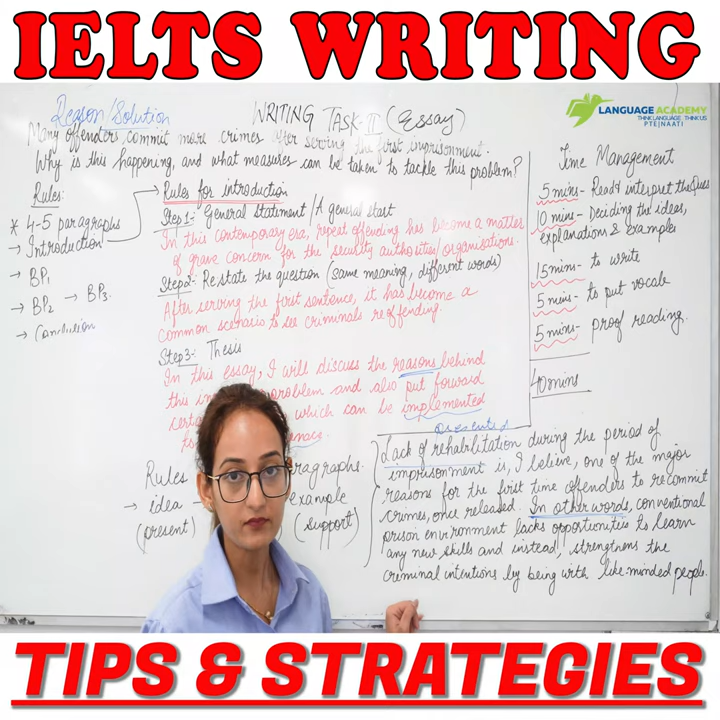 IELTS WRITING
Reason/Solution
WRITING TASK-II (Essay)
LANGUAGE ACADEMY
THINK LANGUAGE, THINK US
PTE|NAATI
Many offenders, commit more crimes after serving the first imprisonment.
Why is this happening, and what measures can be taken to tackle this problem?
Rules:
* 4-5 paragraphs
→ Introduction
→ BP1
→ BP2 → BP3.
→ Conclusion
→ Rules for introduction
Step1:- General Statement/A general start
In this contemporary era, repeat offending has become a matter
of grave concern for the security authorities/organisations.
Step2:- Restate the question (same meaning, different words)
After serving the first sentence, it has become a
common scenario to see criminals reoffending.
Step3:- Thesis
In this essay, I will discuss the reasons behind
this problem and also put forward
which can be implemented
menace
Rules paragraphs.
→ idea example
(present) (support)
Time Management
5 mins- Read & interpret the Ques
10 mins- Deciding the ideas,
explanations & example
15 mins- to write
5 mins- to put vocab
5 mins- proof reading.
40 mins
presented
Lack of rehabilitation during the period of
imprisonment is, I believe, one of the major
reasons for the first time offenders to recommit
crimes, once released. In other words, conventional
prison environment lacks opportunities to learn
any new skills and instead, strengthens the
criminal intentions by being with like-minded people.
TIPS & STRATEGIES